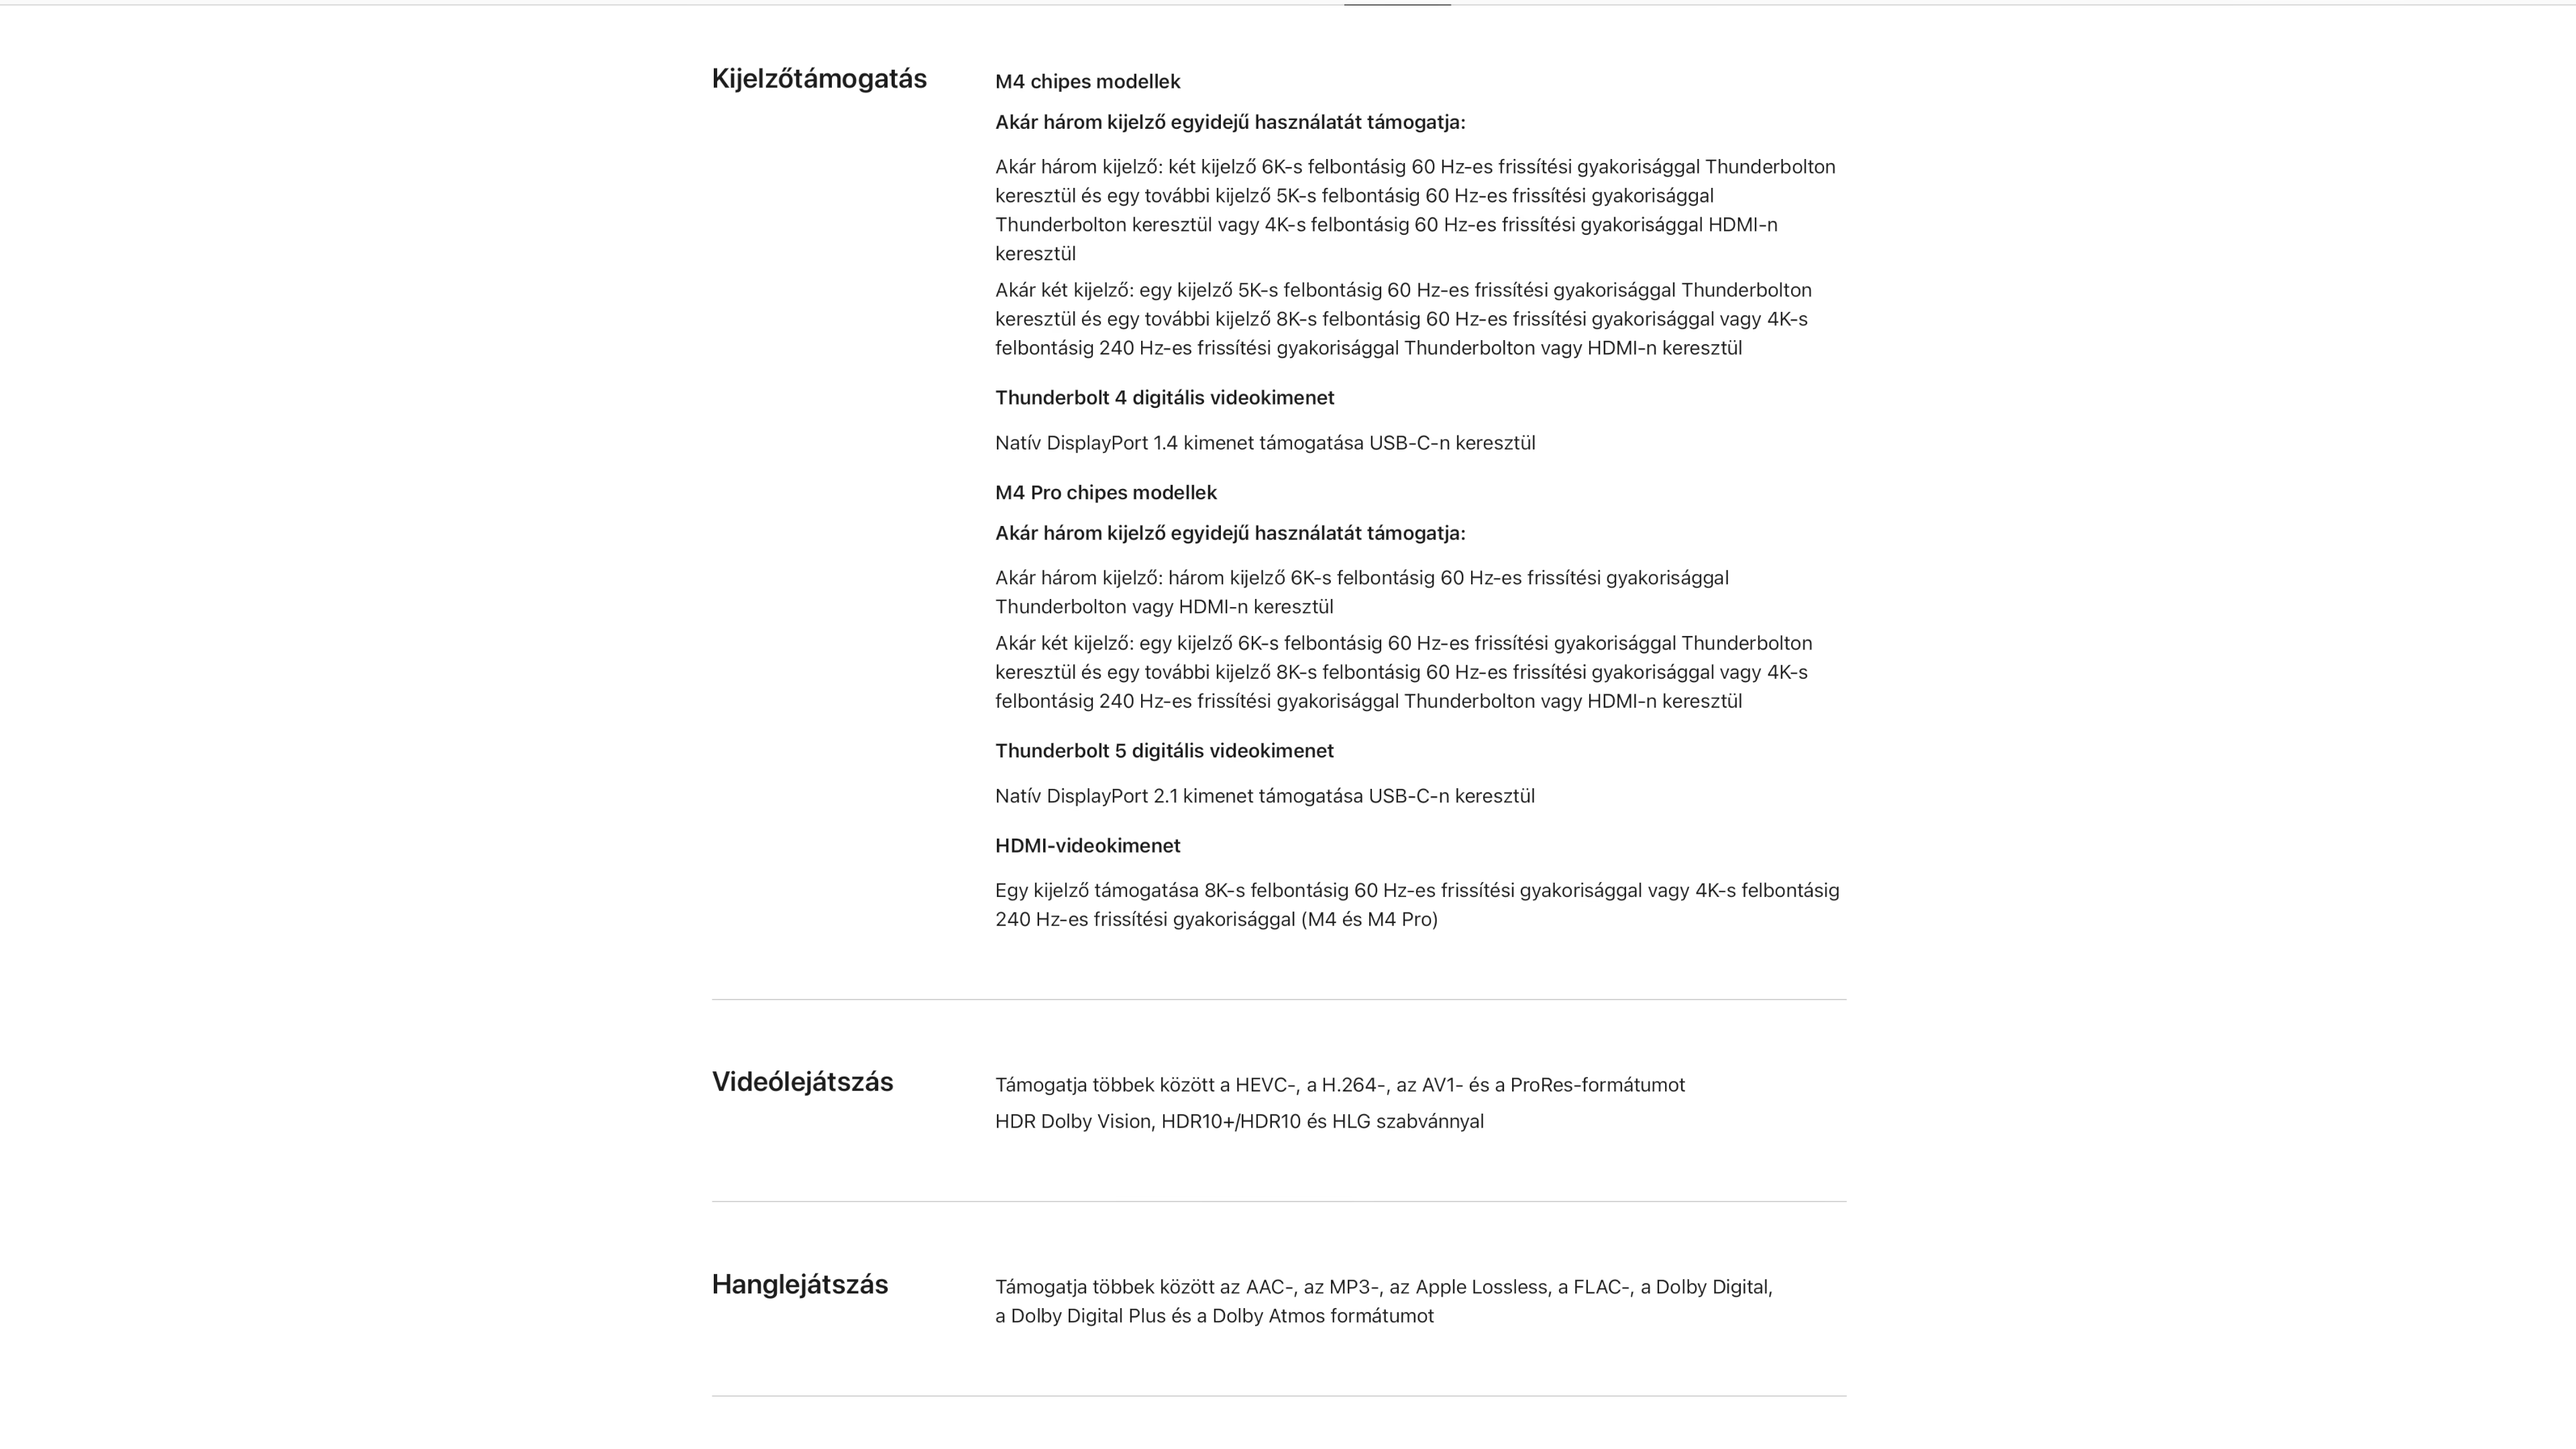 Kijelzőtámogatás
M4 chipes modellek
Akár három kijelző egyidejű használatát támogatja:
Akár három kijelző: két kijelző 6K-s felbontásig 60 Hz-es frissítési gyakorisággal Thunderbolton
keresztül és egy további kijelző 5K-s felbontásig 60 Hz-es frissítési gyakorisággal
Thunderbolton keresztül vagy 4K-s felbontásig 60 Hz-es frissítési gyakorisággal HDMI-n
keresztül
Akár két kijelző: egy kijelző 5K-s felbontásig 60 Hz-es frissítési gyakorisággal Thunderbolton
keresztül és egy további kijelző 8K-s felbontásig 60 Hz-es frissítési gyakorisággal vagy 4K-s
felbontásig 240 Hz-es frissítési gyakorisággal Thunderbolton vagy HDMI-n keresztül
Thunderbolt 4 digitális videokimenet
Natív DisplayPort 1.4 kimenet támogatása USB-C-n keresztül
M4 Pro chipes modellek
Akár három kijelző egyidejű használatát támogatja:
Akár három kijelző: három kijelző 6K-s felbontásig 60 Hz-es frissítési gyakorisággal
Thunderbolton vagy HDMI-n keresztül
Akár két kijelző: egy kijelző 6K-s felbontásig 60 Hz-es frissítési gyakorisággal Thunderbolton
keresztül és egy további kijelző 8K-s felbontásig 60 Hz-es frissítési gyakorisággal vagy 4K-s
felbontásig 240 Hz-es frissítési gyakorisággal Thunderbolton vagy HDMI-n keresztül
Thunderbolt 5 digitális videokimenet
Natív DisplayPort 2.1 kimenet támogatása USB-C-n keresztül
HDMI-videokimenet
Egy kijelző támogatása 8K-s felbontásig 60 Hz-es frissítési gyakorisággal vagy 4K-s felbontásig
240 Hz-es frissítési gyakorisággal (M4 és M4 Pro)
Videólejátszás
Támogatja többek között a HEVC-, a H.264-, az AV1- és a ProRes-formátumot
HDR Dolby Vision, HDR10+/HDR10 és HLG szabvánnyal
Hanglejátszás
Támogatja többek között az AAC-, az MP3-, az Apple Lossless, a FLAC-, a Dolby Digital,
a Dolby Digital Plus és a Dolby Atmos formátumot